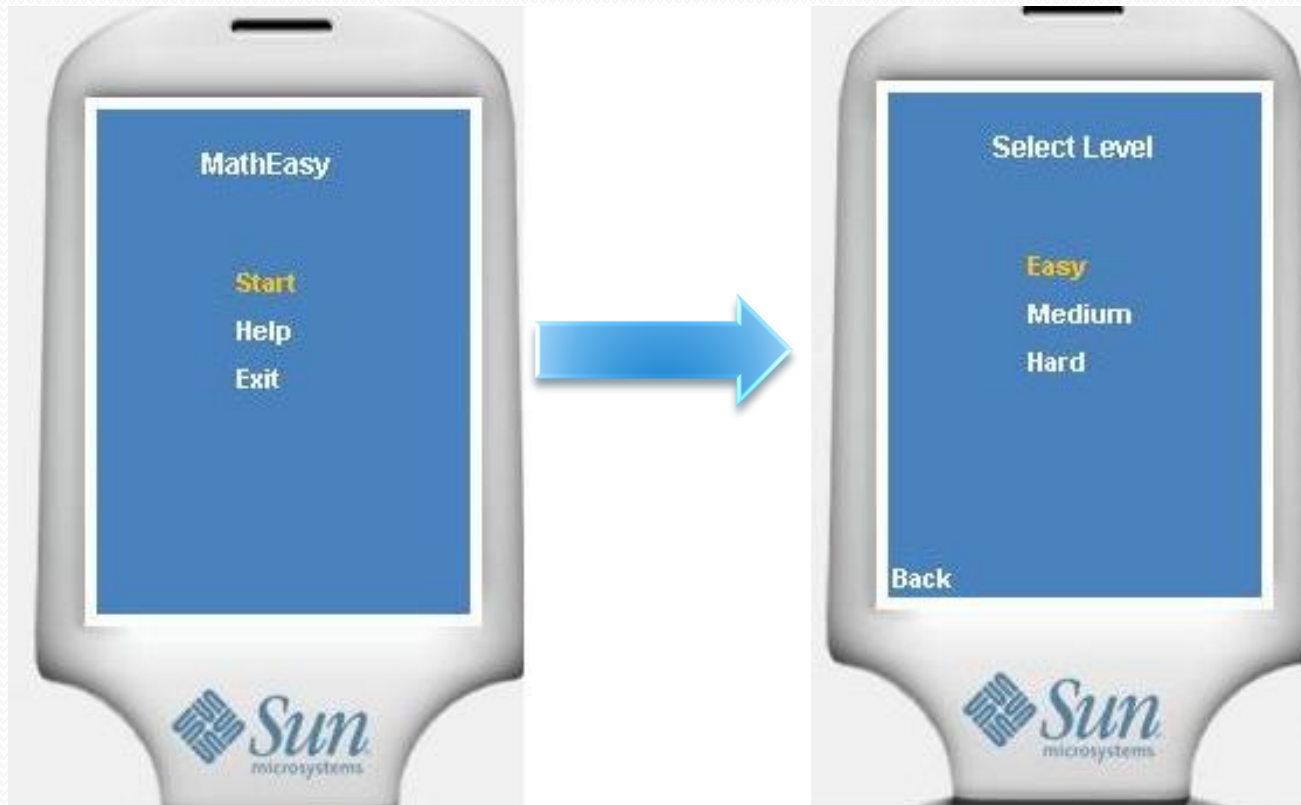 MathEasy
Start
Help
Exit
Sun
microsystems
Select Level
Easy
Medium
Hard
Back
Sun
microsystems